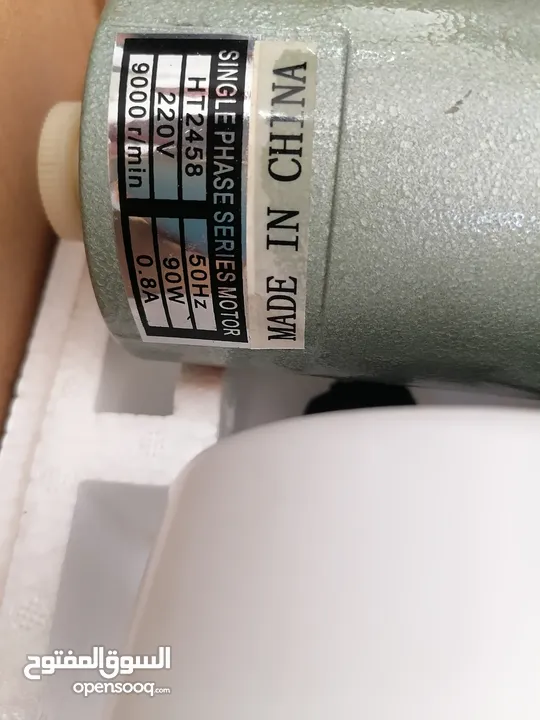 SINGLE PHASE SERIES MOTOR
HT2458 50Hz
220V 90W
9000 r/min 0.8A
MADE IN CHINA
السوق المفتوح
opensooq.com